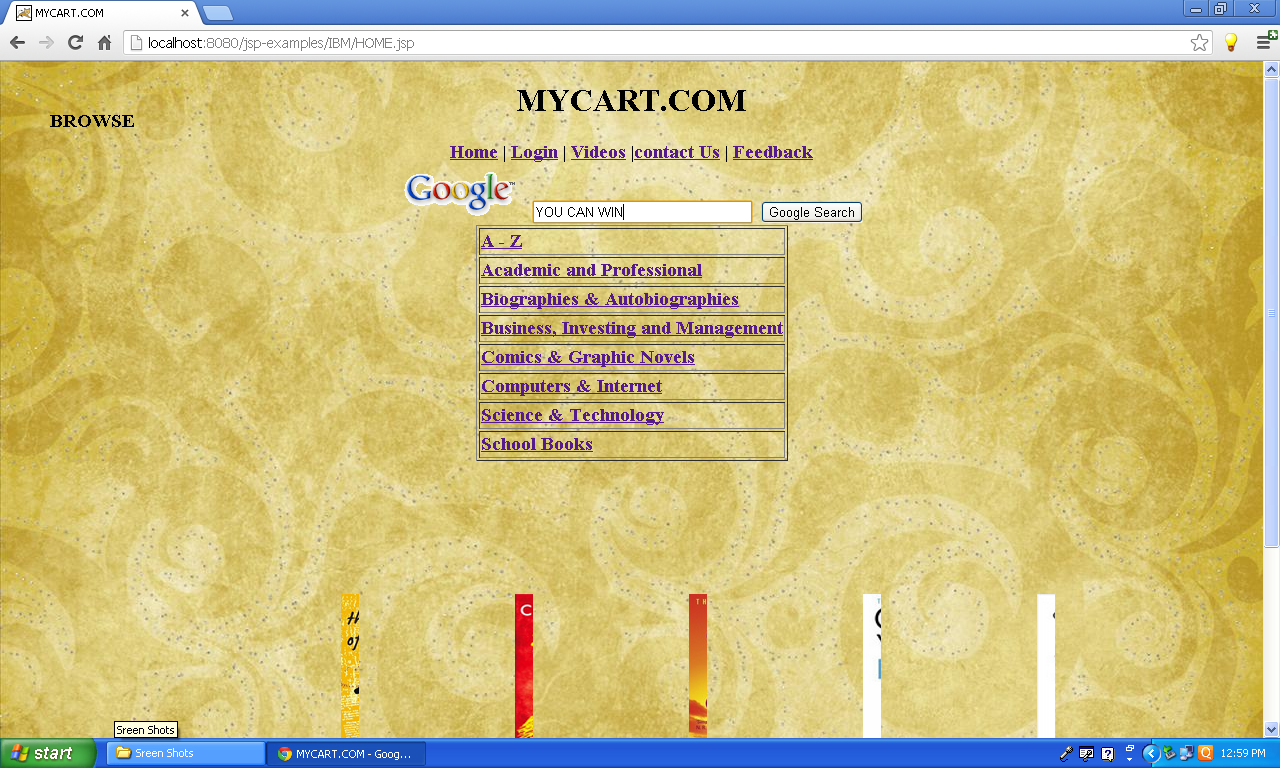 MYCART.COM
localhost:8080/jsp-examples/IBM/HOME.jsp
MYCART.COM
BROWSE
Home | Login | Videos |contact Us | Feedback
Google™
YOU CAN WIN Google Search
A - Z
Academic and Professional
Biographies & Autobiographies
Business, Investing and Management
Comics & Graphic Novels
Computers & Internet
Science & Technology
School Books
H
of
C
T H
T
Sreen Shots
start Sreen Shots MYCART.COM - Goog... 12:59 PM